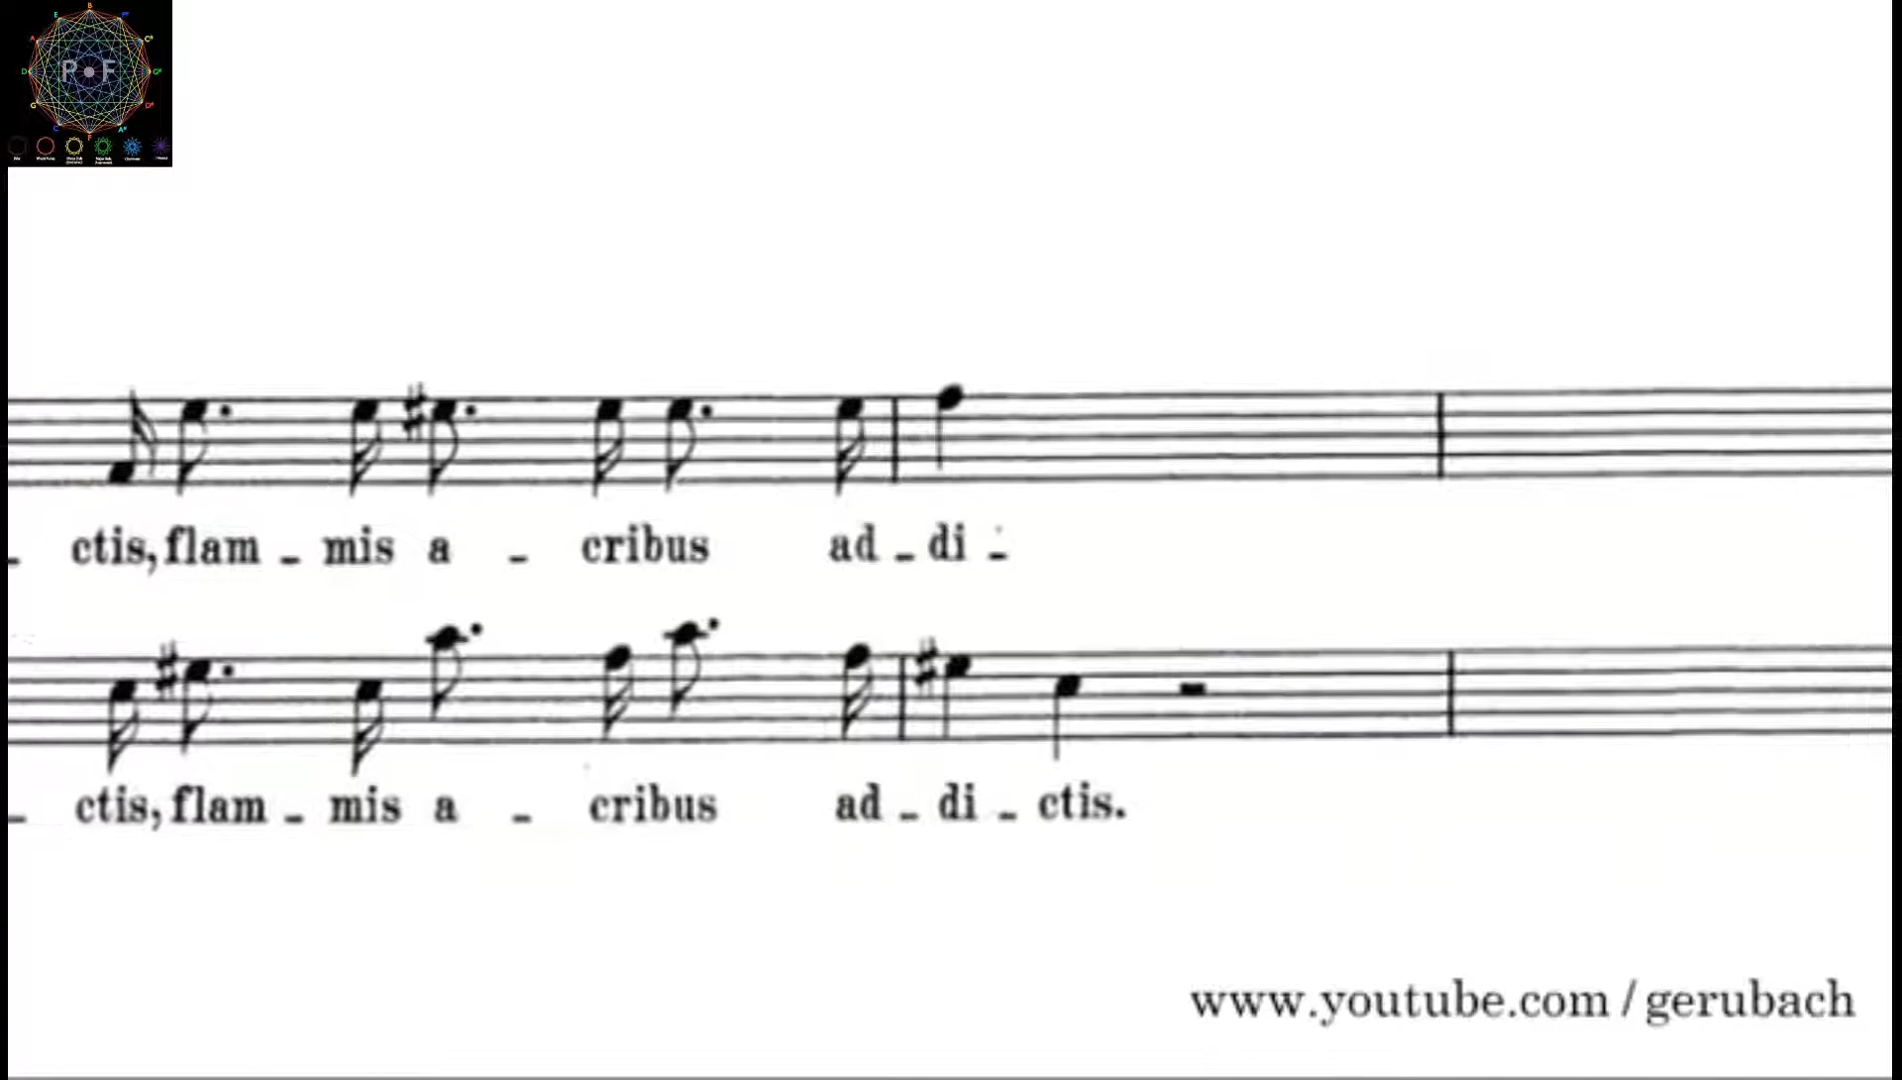 P F
_ ctis, flam _ mis a _ cribus ad _ di _
_ ctis, flam _ mis a _ cribus ad _ di _ ctis.
www.youtube.com / gerubach